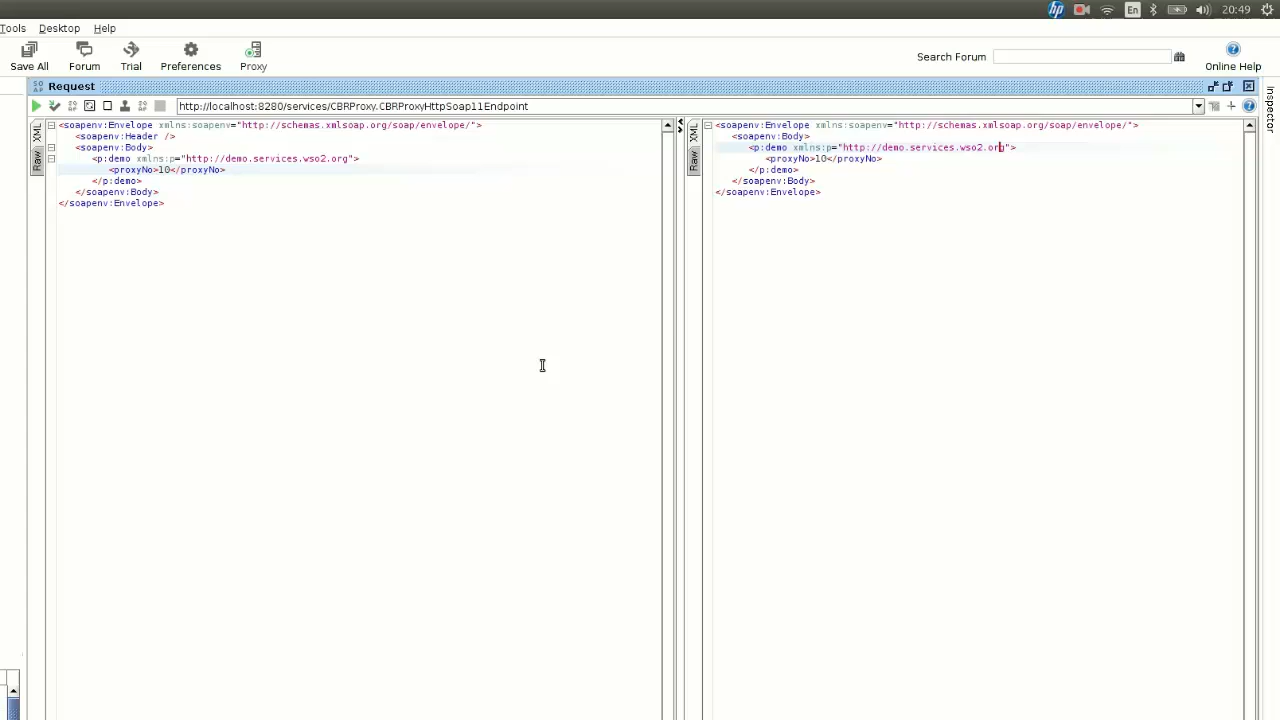 hp En 20:49
Tools Desktop Help
Save All Forum Trial Preferences Proxy Search Forum Online Help
Request
http://localhost:8280/services/CBRProxy.CBRProxyHttpSoap11Endpoint
XML
Raw
<soapenv:Envelope xmlns:soapenv="http://schemas.xmlsoap.org/soap/envelope/">
<soapenv:Header />
<soapenv:Body>
<p:demo xmlns:p="http://demo.services.wso2.org">
<proxyNo>10</proxyNo>
</p:demo>
</soapenv:Body>
</soapenv:Envelope>
XML
Raw
<soapenv:Envelope xmlns:soapenv="http://schemas.xmlsoap.org/soap/envelope/">
<soapenv:Body>
<p:demo xmlns:p="http://demo.services.wso2.org">
<proxyNo>10</proxyNo>
</p:demo>
</soapenv:Body>
</soapenv:Envelope>
Inspector